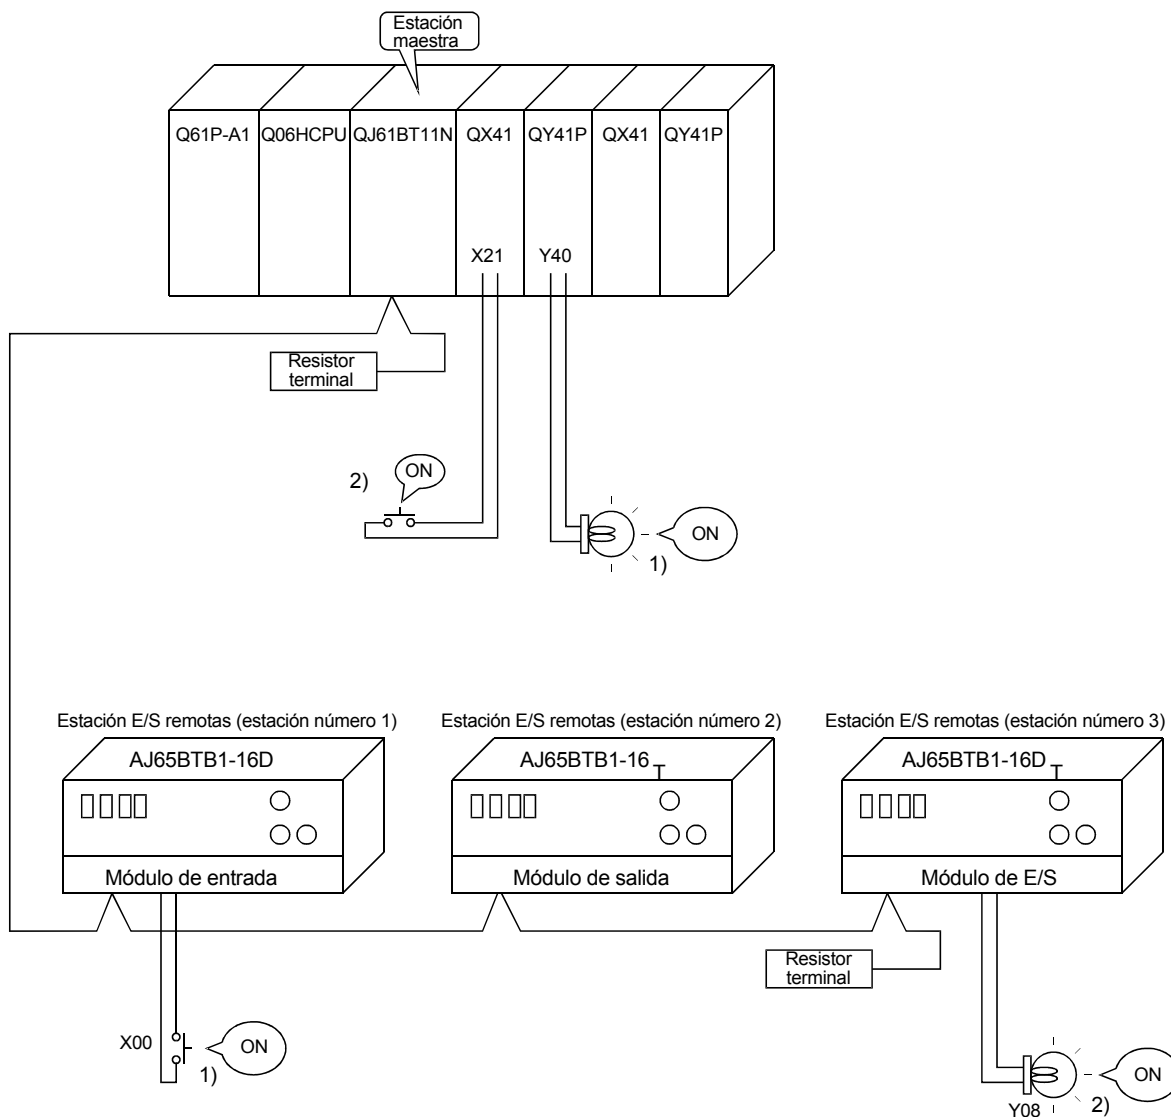 Estación
maestra
Q61P-A1 Q06HCPU QJ61BT11N QX41 QY41P QX41 QY41P
X21 Y40
Resistor
terminal
2) ON
ON
1)
Estación E/S remotas (estación número 1) Estación E/S remotas (estación número 2) Estación E/S remotas (estación número 3)
AJ65BTB1-16D AJ65BTB1-16T AJ65BTB1-16DT
Módulo de entrada Módulo de salida Módulo de E/S
Resistor
terminal
X00 ON
1)
ON
Y08 2)